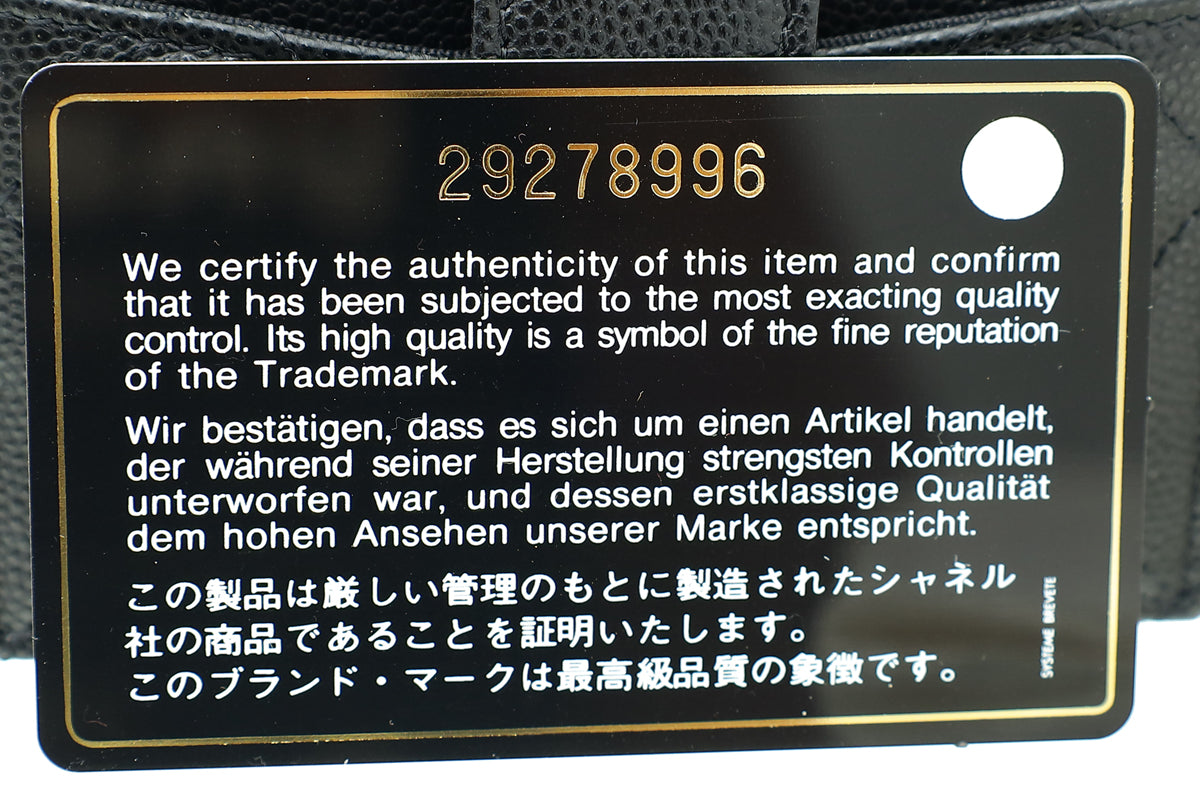 29278996
We certify the authenticity of this item and confirm
that it has been subjected to the most exacting quality
control. Its high quality is a symbol of the fine reputation
of the Trademark.
Wir bestätigen, dass es sich um einen Artikel handelt,
der während seiner Herstellung strengsten Kontrollen
unterworfen war, und dessen erstklassige Qualität
dem hohen Ansehen unserer Marke entspricht.
この製品は厳しい管理のもとに製造されたシャネル
社の商品であることを証明いたします。
このブランド・マークは最高級品質の象徴です。
SYSTEME BREVETE